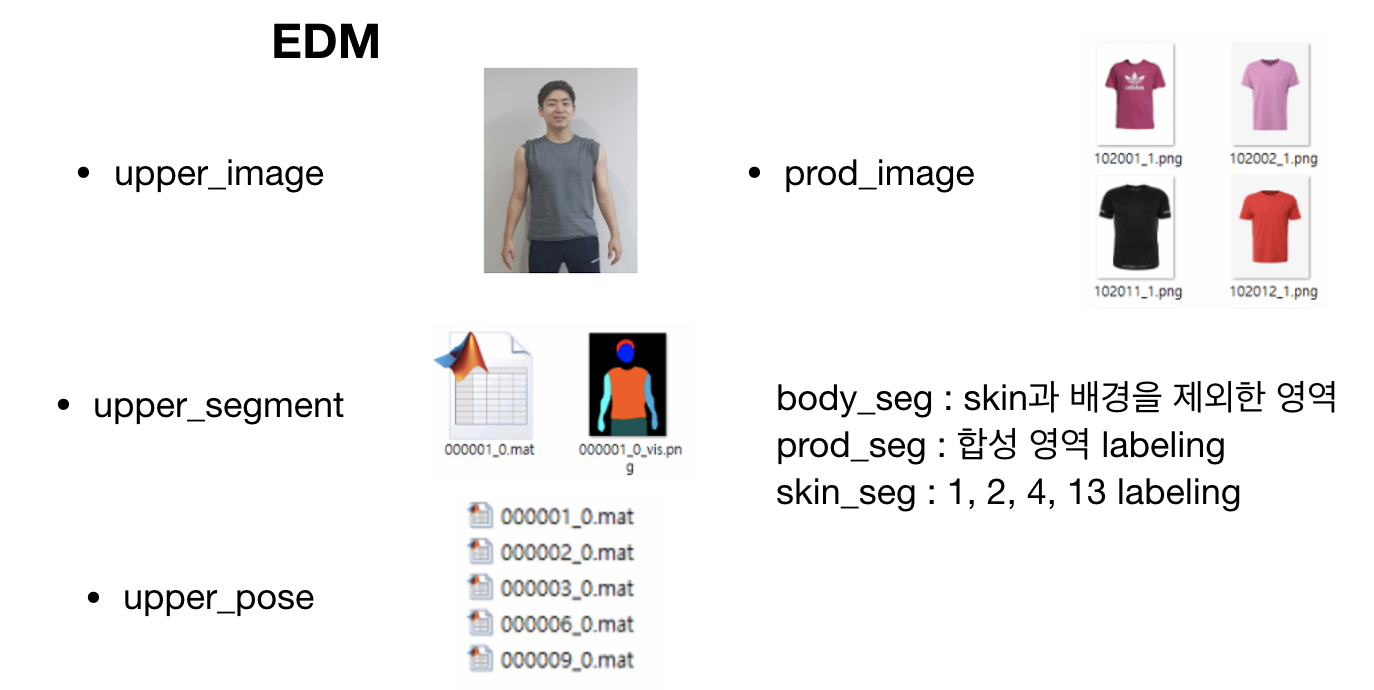 EDM
• upper_image
• prod_image
adidas
102001_1.png
102002_1.png
102011_1.png
102012_1.png
• upper_segment
000001_0.mat
000001_0_vis.pn
g
body_seg : skin과 배경을 제외한 영역
prod_seg : 합성 영역 labeling
skin_seg : 1, 2, 4, 13 labeling
• upper_pose
000001_0.mat
000002_0.mat
000003_0.mat
000006_0.mat
000009_0.mat